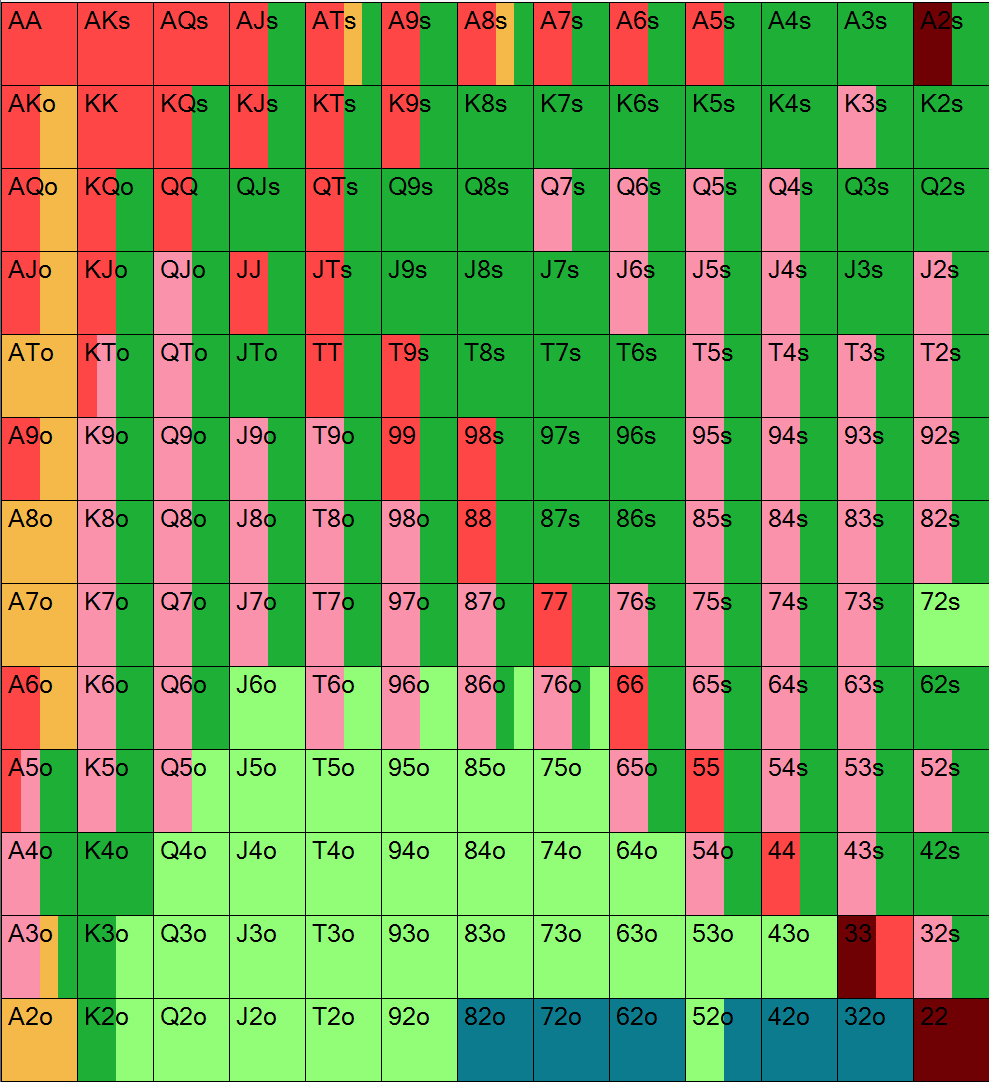 AA AKs AQs AJs ATs A9s A8s A7s A6s A5s A4s A3s A2s
AKo KK KQs KJs KTs K9s K8s K7s K6s K5s K4s K3s K2s
AQo KQo QQ QJs QTs Q9s Q8s Q7s Q6s Q5s Q4s Q3s Q2s
AJo KJo QJo JJ JTs J9s J8s J7s J6s J5s J4s J3s J2s
ATo KTo QTo JTo TT T9s T8s T7s T6s T5s T4s T3s T2s
A9o K9o Q9o J9o T9o 99 98s 97s 96s 95s 94s 93s 92s
A8o K8o Q8o J8o T8o 98o 88 87s 86s 85s 84s 83s 82s
A7o K7o Q7o J7o T7o 97o 87o 77 76s 75s 74s 73s 72s
A6o K6o Q6o J6o T6o 96o 86o 76o 66 65s 64s 63s 62s
A5o K5o Q5o J5o T5o 95o 85o 75o 65o 55 54s 53s 52s
A4o K4o Q4o J4o T4o 94o 84o 74o 64o 54o 44 43s 42s
A3o K3o Q3o J3o T3o 93o 83o 73o 63o 53o 43o 33 32s
A2o K2o Q2o J2o T2o 92o 82o 72o 62o 52o 42o 32o 22